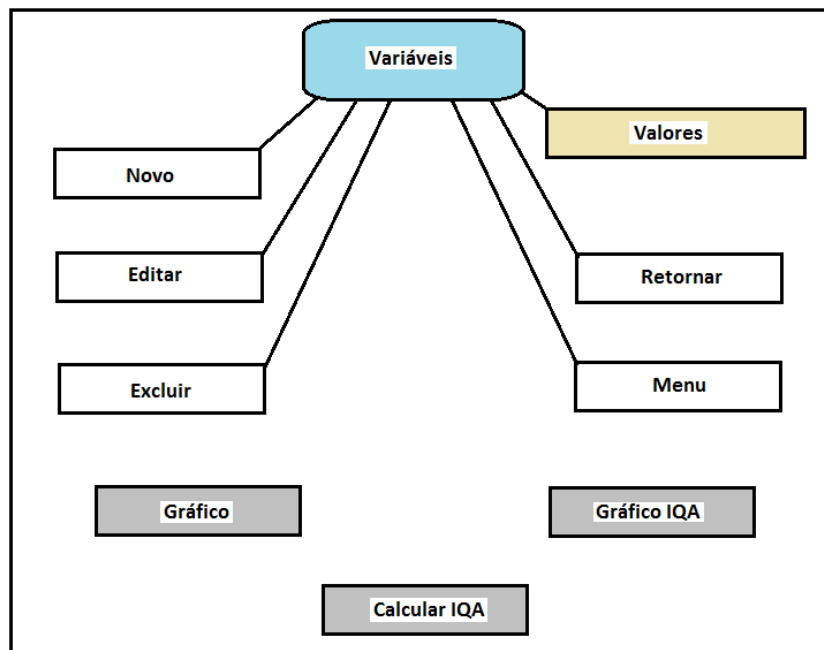 Variáveis
Valores
Novo
Editar
Retornar
Excluir
Menu
Gráfico
Gráfico IQA
Calcular IQA